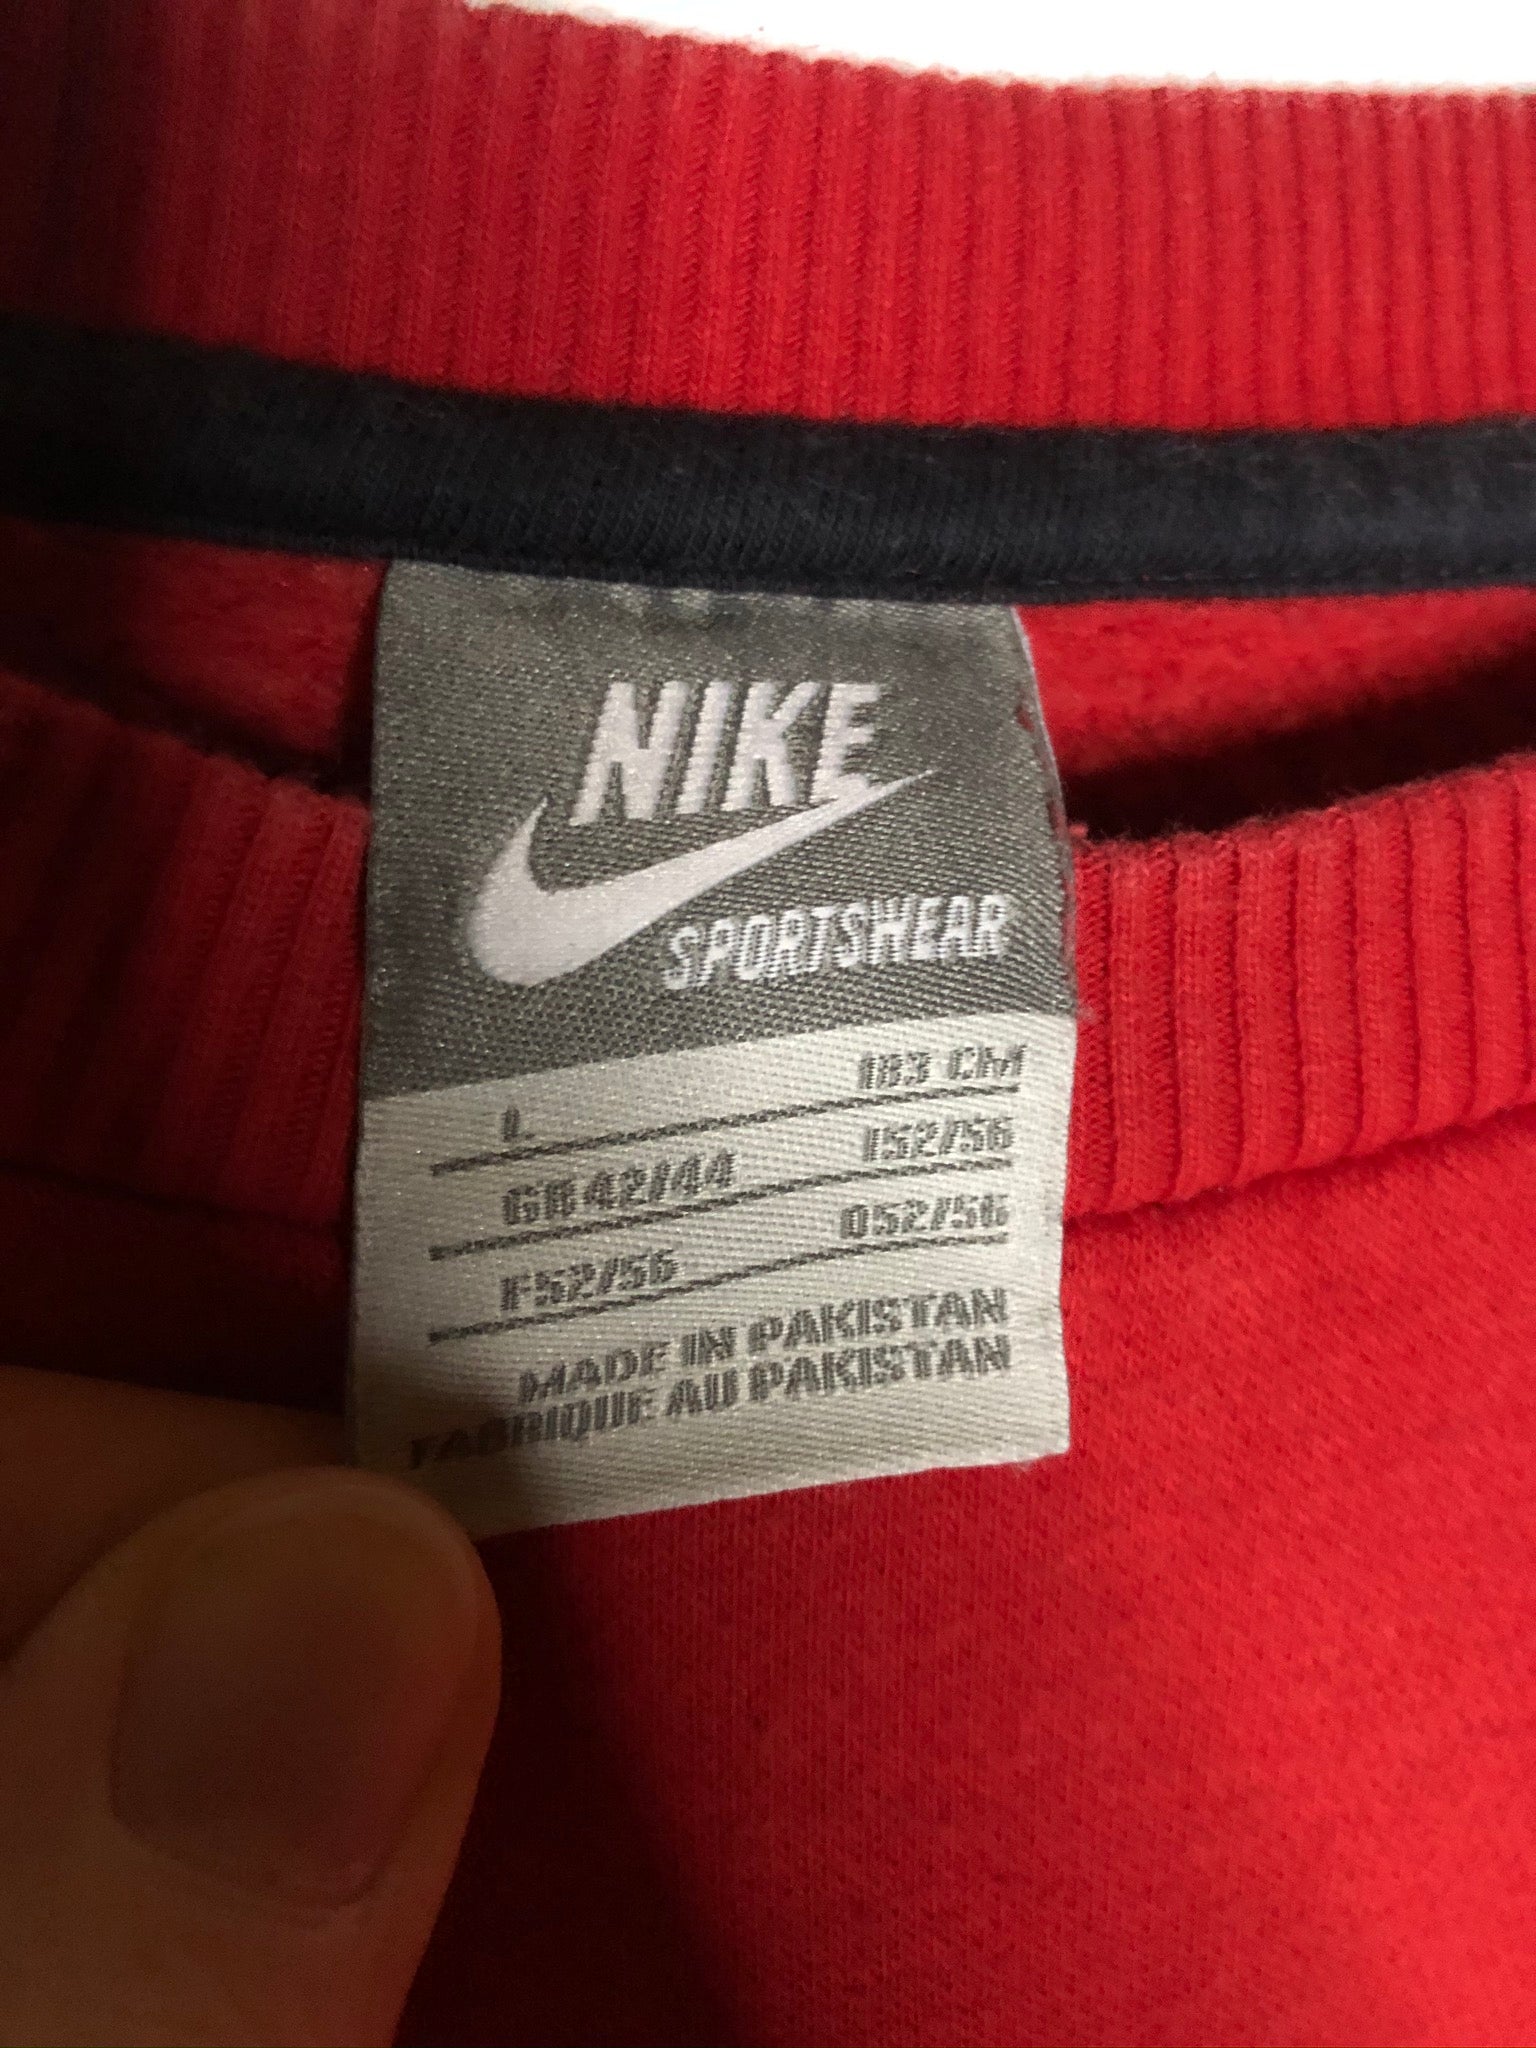 NIKE
SPORTSWEAR
L 183 CM
GB 42/44 I52/56
F52/56 D52/56
MADE IN PAKISTAN
FABRIQUE AU PAKISTAN